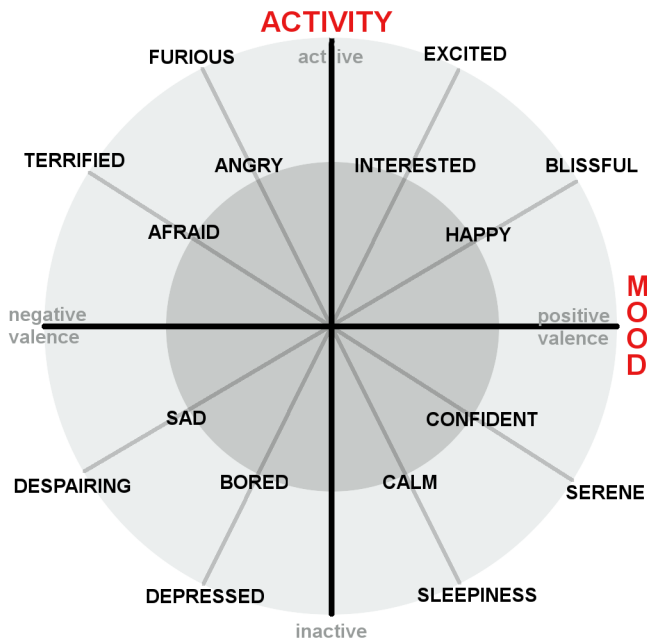 ACTIVITY
active
FURIOUS
EXCITED
TERRIFIED
ANGRY
INTERESTED
BLISSFUL
AFRAID
HAPPY
negative
valence
positive
valence
MOOD
SAD
CONFIDENT
DESPAIRING
BORED
CALM
SERENE
DEPRESSED
SLEEPINESS
inactive